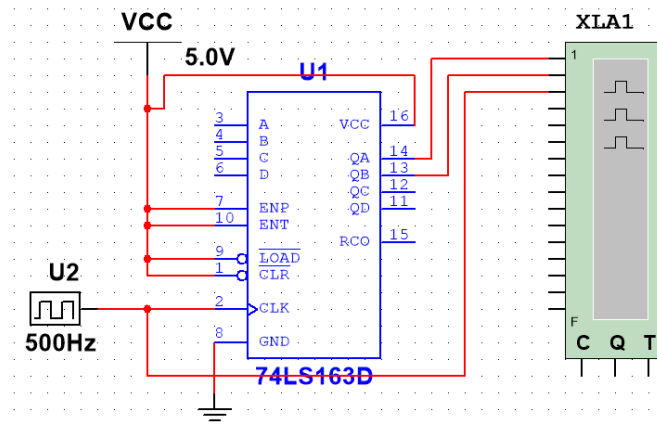 VCC
5.0V
U1
XLA1
3 A VCC 16
4 B
5 C QA 14
6 D QB 13
QC 12
7 ENP QD 11
10 ENT
RCO 15
9 LOAD
1 CLR
2 CLK
8 GND
74LS163D
U2
500Hz
1
F
C Q T